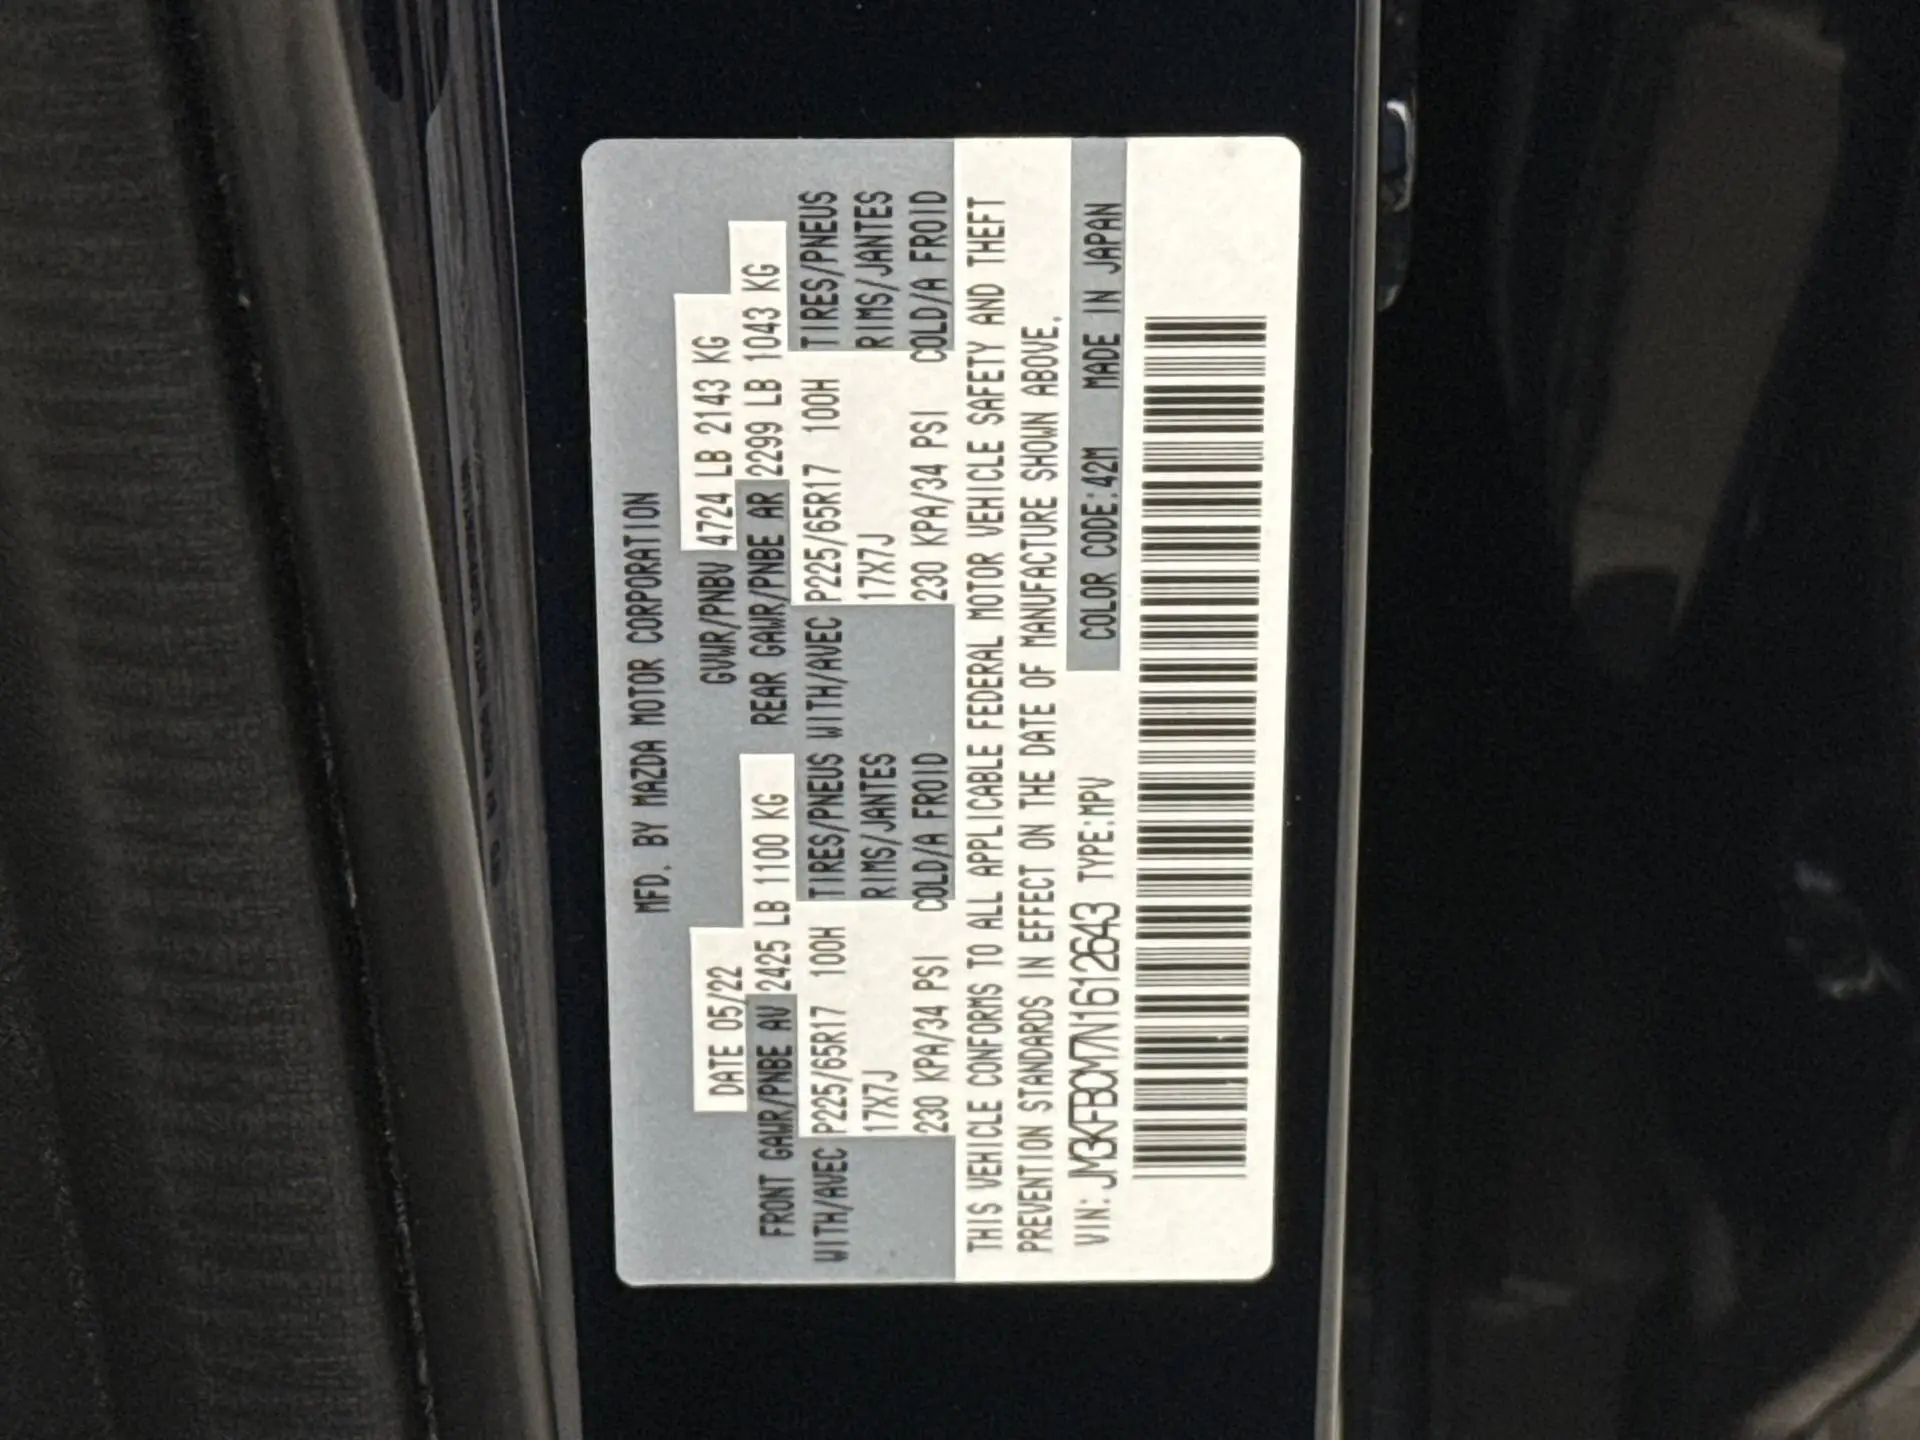 MFD. BY MAZDA MOTOR CORPORATION
DATE 05/22 GVWR/PNBV 4724 LB 2143 KG
FRONT GAWR/PNBE AV 2425 LB 1100 KG REAR GAWR/PNBE AR 2299 LB 1043 KG
WITH/AVEC P225/65R17 100H TIRES/PNEUS WITH/AVEC P225/65R17 100H TIRES/PNEUS
17X7J RIMS/JANTES 17X7J RIMS/JANTES
230 KPA/34 PSI COLD/A FROID 230 KPA/34 PSI COLD/A FROID
THIS VEHICLE CONFORMS TO ALL APPLICABLE FEDERAL MOTOR VEHICLE SAFETY AND THEFT
PREVENTION STANDARDS IN EFFECT ON THE DATE OF MANUFACTURE SHOWN ABOVE.
VIN: JM3KFBCM7N1612643 TYPE:MPV COLOR CODE:42M MADE IN JAPAN